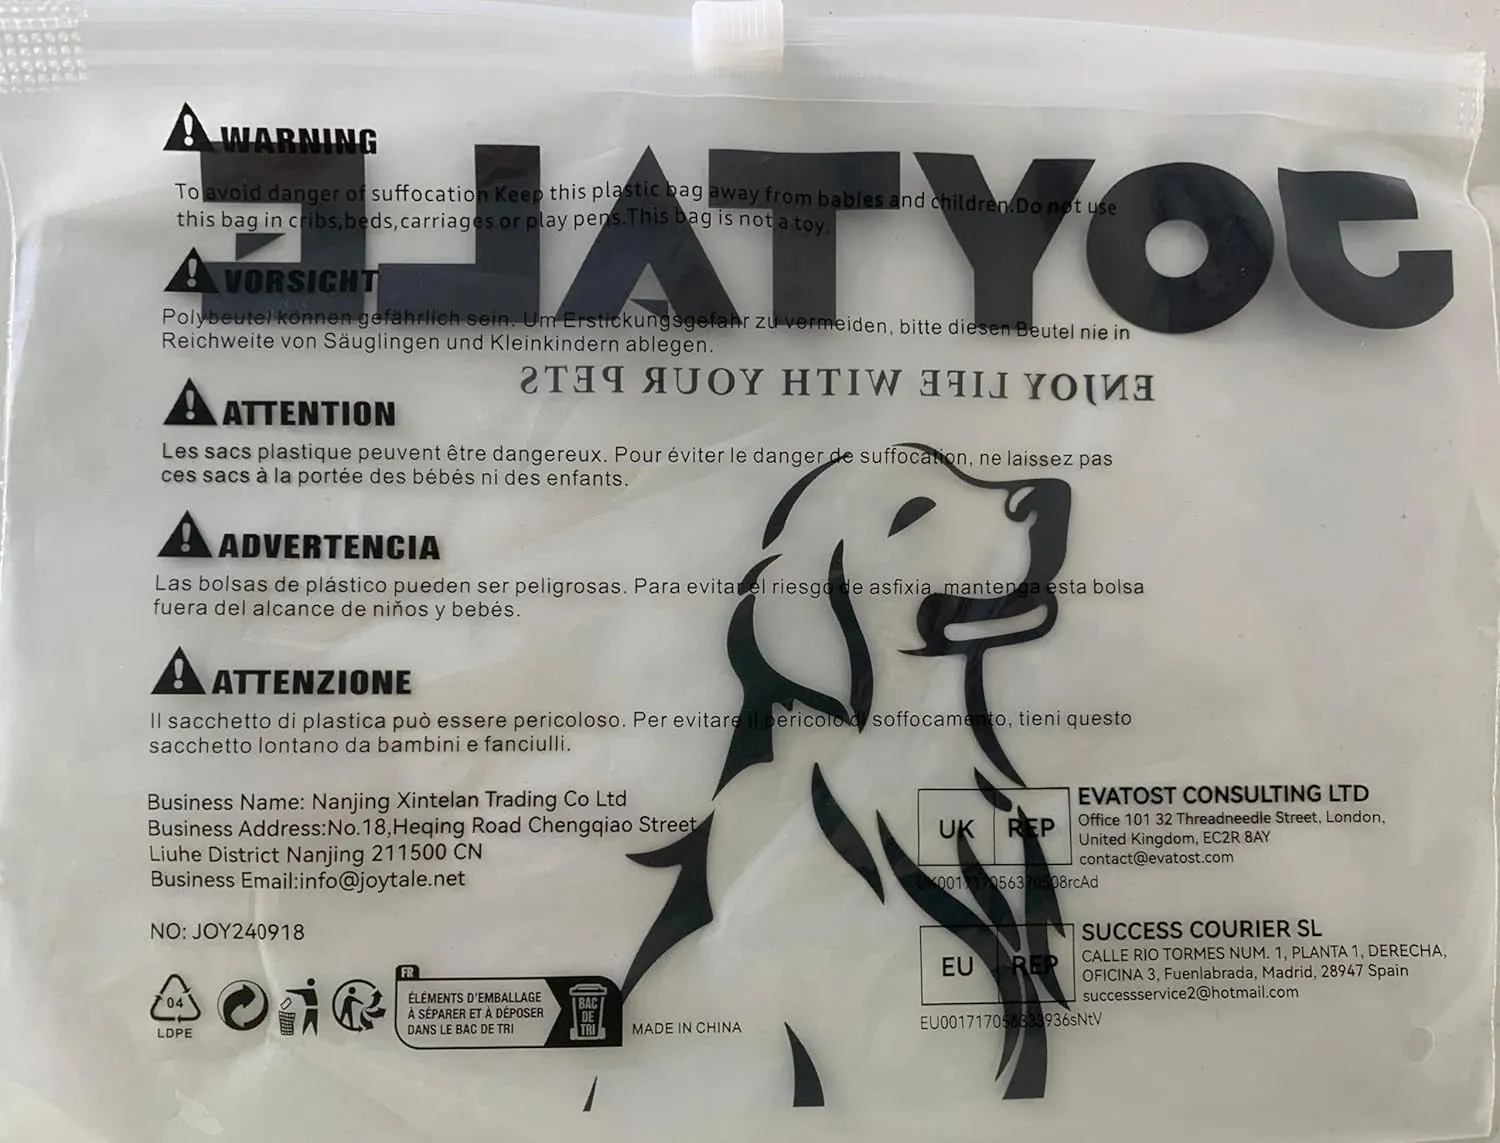 WARNING
To avoid danger of suffocation Keep this plastic bag away from babies and children.Do not use
this bag in cribs,beds,carriages or play pens.This bag is not a toy.
JOYTALE
VORSICHT
Polybeutel können gefährlich sein. Um Erstickungsgefahr zu vermeiden, bitte diesen Beutel nie in
Reichweite von Säuglingen und Kleinkindern ablegen.
ENJOY LIFE WITH YOUR PETS
ATTENTION
Les sacs plastique peuvent être dangereux. Pour éviter le danger de suffocation, ne laissez pas
ces sacs à la portée des bébés ni des enfants.
ADVERTENCIA
Las bolsas de plástico pueden ser peligrosas. Para evitar el riesgo de asfixia, mantenga esta bolsa
fuera del alcance de niños y bebés.
ATTENZIONE
Il sacchetto di plastica può essere pericoloso. Per evitare il pericolo di soffocamento, tieni questo
sacchetto lontano da bambini e fanciulli.
Business Name: Nanjing Xintelan Trading Co Ltd
Business Address:No.18,Heqing Road Chengqiao Street,
Liuhe District Nanjing 211500 CN
Business Email:info@joytale.net
NO: JOY240918
04
LDPE
FR
ÉLÉMENTS D'EMBALLAGE
À SÉPARER ET À DÉPOSER
DANS LE BAC DE TRI
BAC
DE
TRI
MADE IN CHINA
UK REP
EVATOST CONSULTING LTD
Office 101 32 Threadneedle Street, London,
United Kingdom, EC2R 8AY
contact@evatost.com
EU REP
SUCCESS COURIER SL
CALLE RIO TORMES NUM. 1, PLANTA 1, DERECHA,
OFICINA 3, Fuenlabrada, Madrid, 28947 Spain
successservice2@hotmail.com